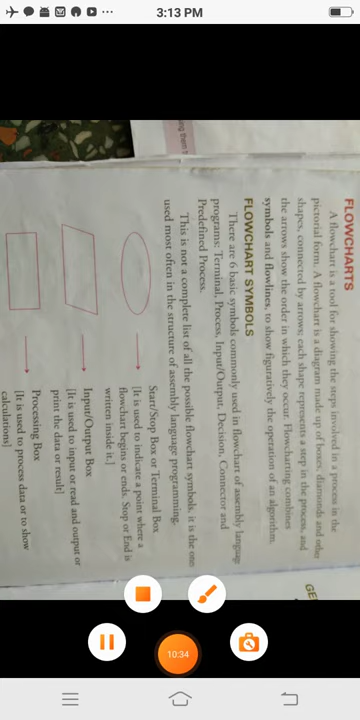 3:13 PM
ing them t
FLOWCHARTS
A flowchart is a tool for showing the steps involved in a process in the
pictorial form. A flowchart is a diagram made up of boxes, diamonds and other
shapes, connected by arrows; each shape represents a step in the process, and
the arrows show the order in which they occur. Flowcharting combines
symbols and flowlines, to show figuratively the operation of an algorithm.
FLOWCHART SYMBOLS
There are 6 basic symbols commonly used in flowchart of assembly languag
programs: Terminal, Process, Input/Output, Decision, Connector and
Predefined Process.
This is not a complete list of all the possible flowchart symbols, it is the ones
used most often in the structure of assembly language programming.
Start/Stop Box or Terminal Box
[It is used to indicate a point where a
flowchart begins or ends. Stop or End is
written inside it.]
Input/Output Box
[It is used to input or read and output or
print the data or result]
Processing Box
[It is used to process data or to show
calculations]
GE
10:34